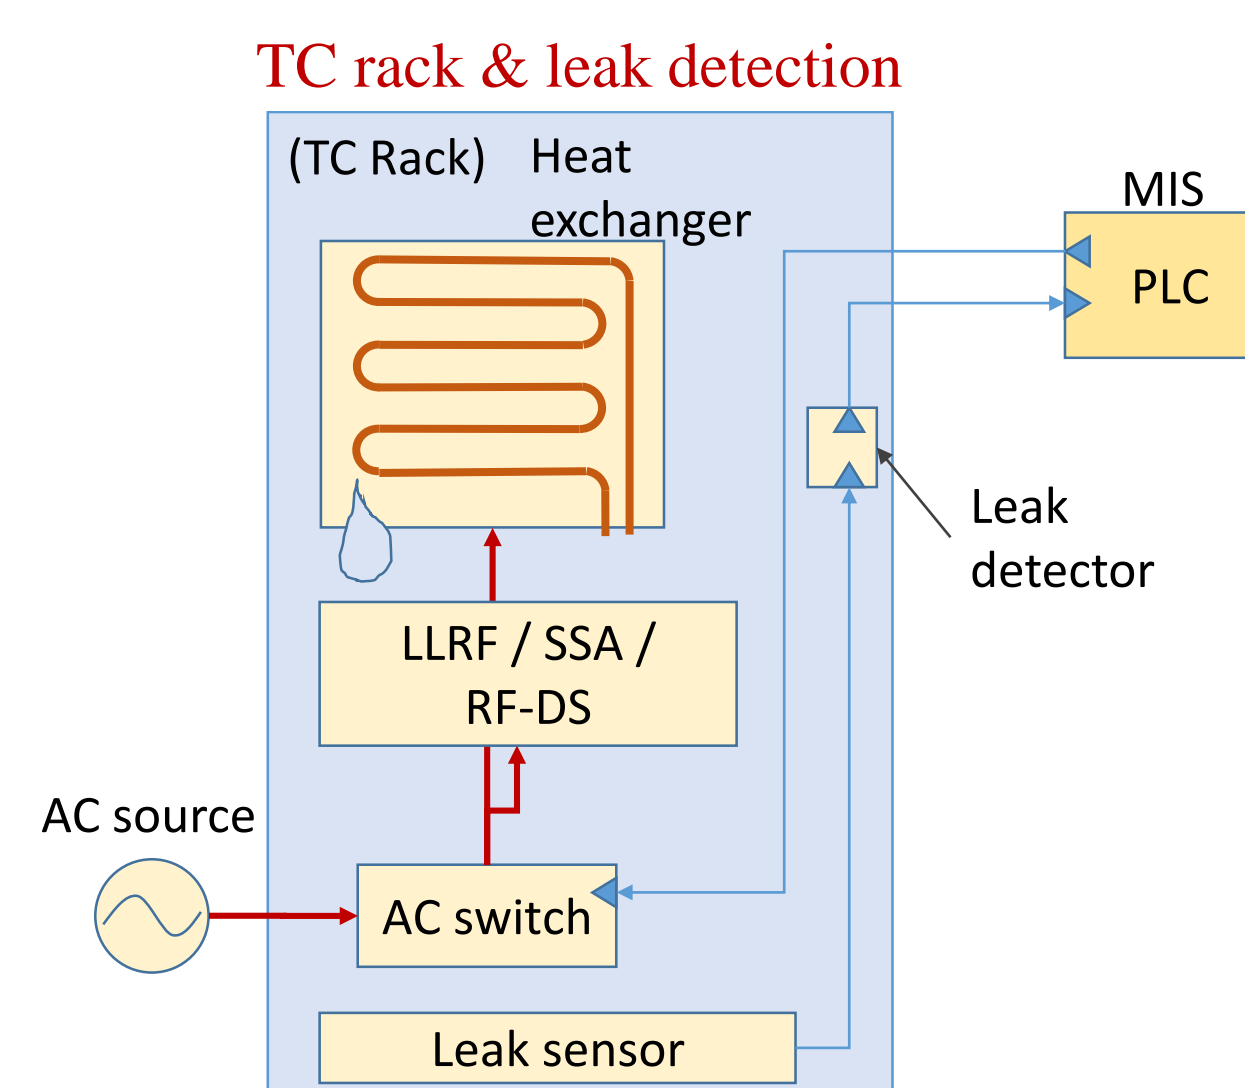 TC rack & leak detection
(TC Rack)
Heat
exchanger
MIS
PLC
Leak
detector
LLRF / SSA /
RF-DS
AC source
AC switch
Leak sensor